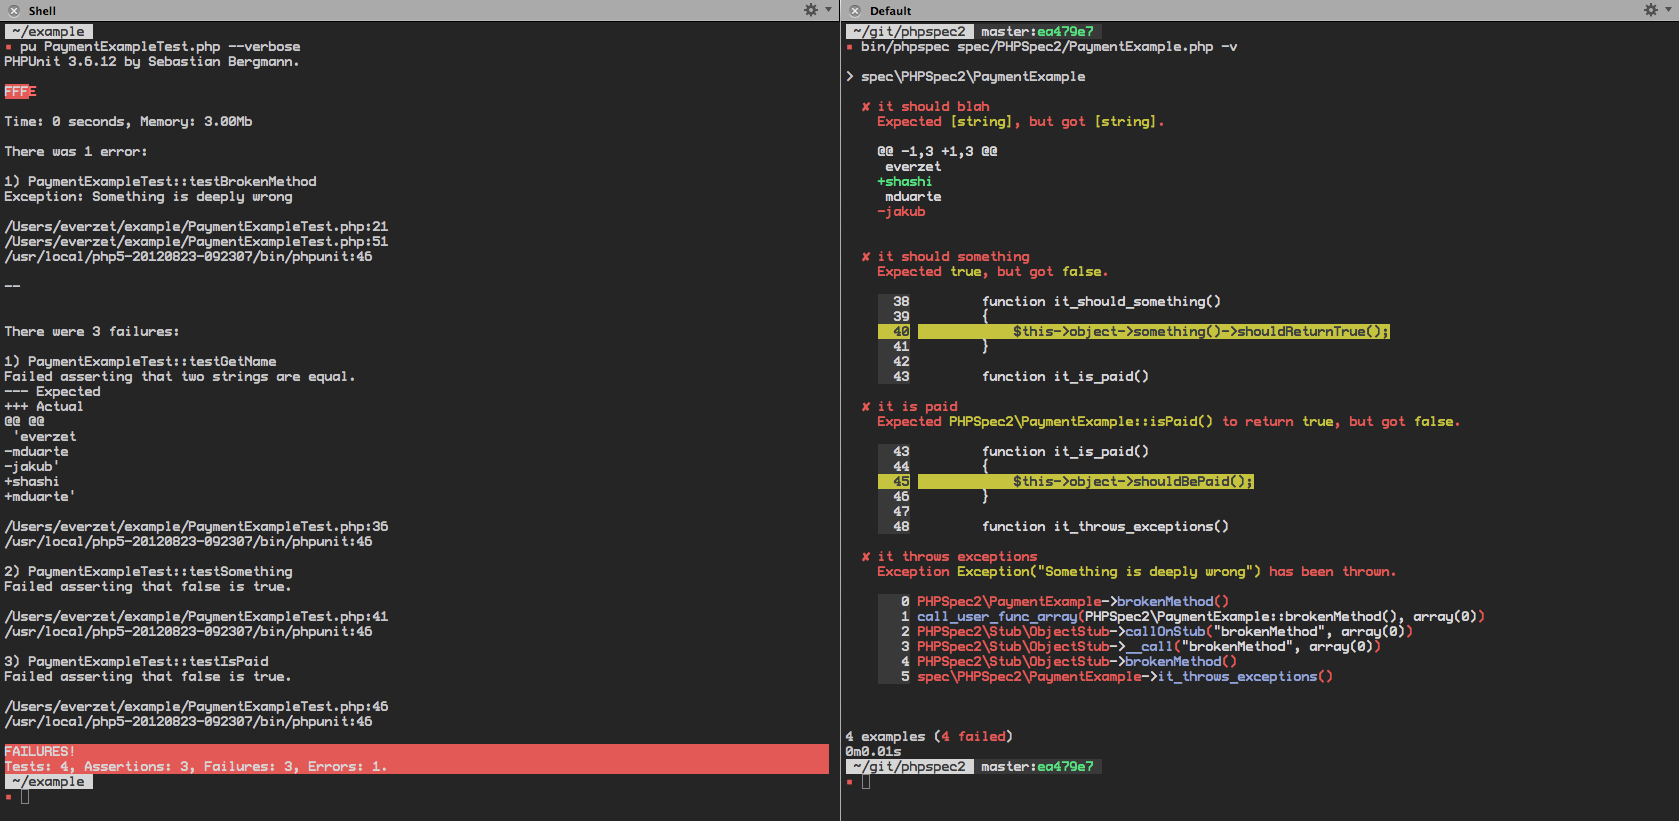 Shell
~/example
pu PaymentExampleTest.php --verbose
PHPUnit 3.6.12 by Sebastian Bergmann.
FFFE
Time: 0 seconds, Memory: 3.00Mb
There was 1 error:
1) PaymentExampleTest::testBrokenMethod
Exception: Something is deeply wrong
/Users/everzet/example/PaymentExampleTest.php:21
/Users/everzet/example/PaymentExampleTest.php:51
/usr/local/php5-20120823-092307/bin/phpunit:46
--
There were 3 failures:
1) PaymentExampleTest::testGetName
Failed asserting that two strings are equal.
--- Expected
+++ Actual
@@ @@
'everzet
-mduarte
-jakub'
+shashi
+mduarte'
/Users/everzet/example/PaymentExampleTest.php:36
/usr/local/php5-20120823-092307/bin/phpunit:46
2) PaymentExampleTest::testSomething
Failed asserting that false is true.
/Users/everzet/example/PaymentExampleTest.php:41
/usr/local/php5-20120823-092307/bin/phpunit:46
3) PaymentExampleTest::testIsPaid
Failed asserting that false is true.
/Users/everzet/example/PaymentExampleTest.php:46
/usr/local/php5-20120823-092307/bin/phpunit:46
FAILURES!
Tests: 4, Assertions: 3, Failures: 3, Errors: 1.
~/example
Default
~/git/phpspec2 master:ea479e7
bin/phpspec spec/PHPSpec2/PaymentExample.php -v
> spec\PHPSpec2\PaymentExample
✘ it should blah
Expected [string], but got [string].
@@ -1,3 +1,3 @@
everzet
+shashi
mduarte
-jakub
✘ it should something
Expected true, but got false.
38 function it_should_something()
39 {
40 $this->object->something()->shouldReturnTrue();
41 }
42
43 function it_is_paid()
✘ it is paid
Expected PHPSpec2\PaymentExample::isPaid() to return true, but got false.
43 function it_is_paid()
44 {
45 $this->object->shouldBePaid();
46 }
47
48 function it_throws_exceptions()
✘ it throws exceptions
Exception Exception("Something is deeply wrong") has been thrown.
0 PHPSpec2\PaymentExample->brokenMethod()
1 call_user_func_array(PHPSpec2\PaymentExample::brokenMethod(), array(0))
2 PHPSpec2\Stub\ObjectStub->callOnStub("brokenMethod", array(0))
3 PHPSpec2\Stub\ObjectStub->__call("brokenMethod", array(0))
4 PHPSpec2\Stub\ObjectStub->brokenMethod()
5 spec\PHPSpec2\PaymentExample->it_throws_exceptions()
4 examples (4 failed)
0m0.01s
~/git/phpspec2 master:ea479e7